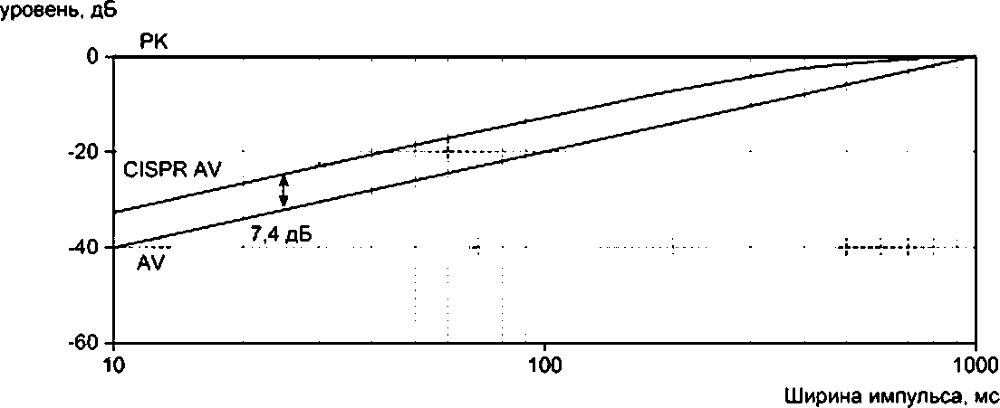 уровень, дБ
PK
0
-20
CISPR AV
7,4 дБ
-40
AV
-60
10
100
1000
Ширина импульса, мс